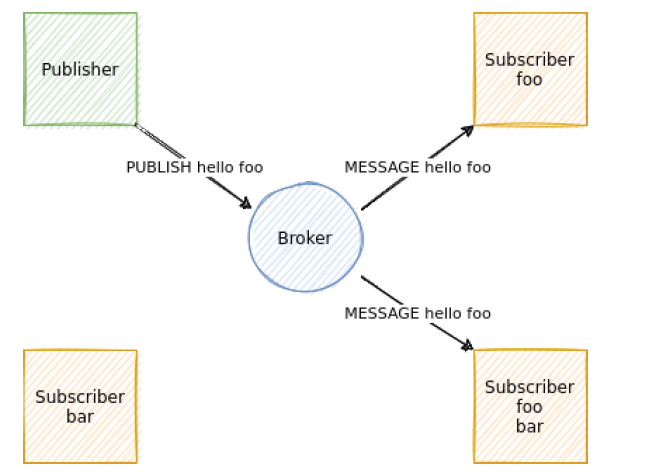 Publisher
Subscriber
foo
PUBLISH hello foo
MESSAGE hello foo
Broker
MESSAGE hello foo
Subscriber
bar
Subscriber
foo
bar